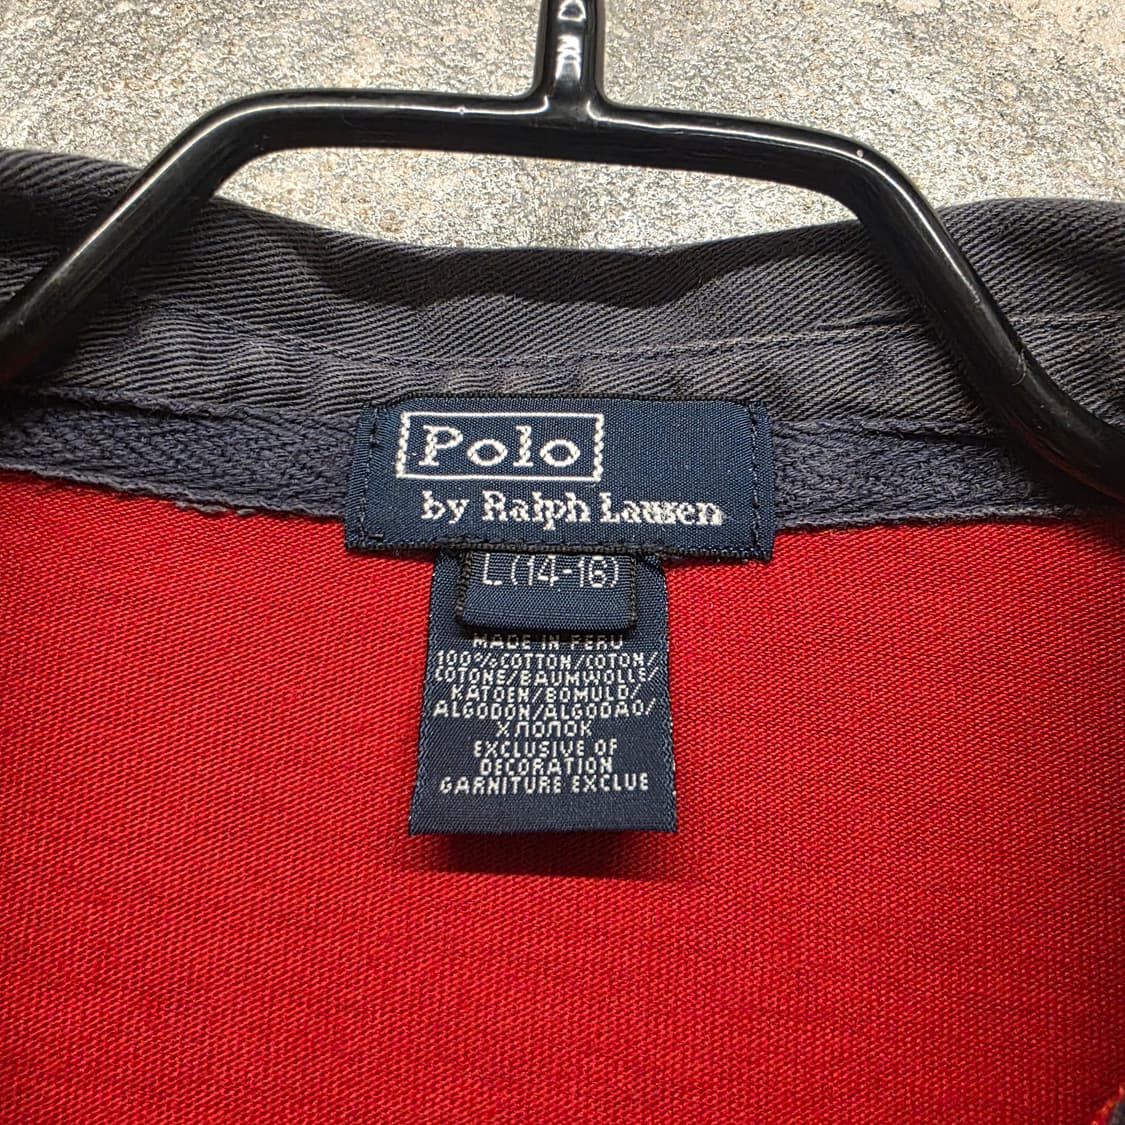 Polo
by Ralph Lauren
L (14-16)
MADE IN PERU
100%COTTON/COTON/
COTONE/BAUMWOLLE/
KATOEN/BOMULD/
ALGODON/ALGODAO/
ХЛОПОК
EXCLUSIVE OF
DECORATION
GARNITURE EXCLUE